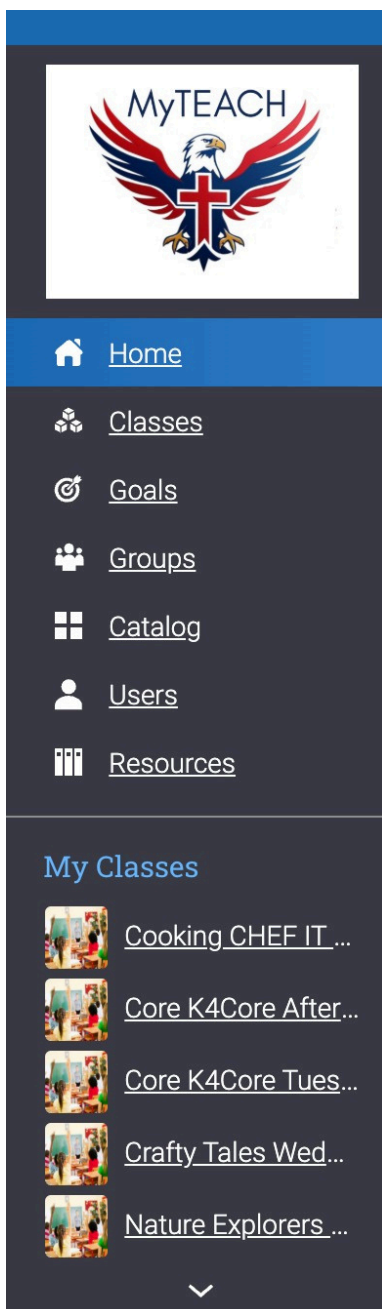 MyTEACH
Home
Classes
Goals
Groups
Catalog
Users
Resources
My Classes
Cooking CHEF IT ...
Core K4Core After...
Core K4Core Tues...
Crafty Tales Wed...
Nature Explorers ...